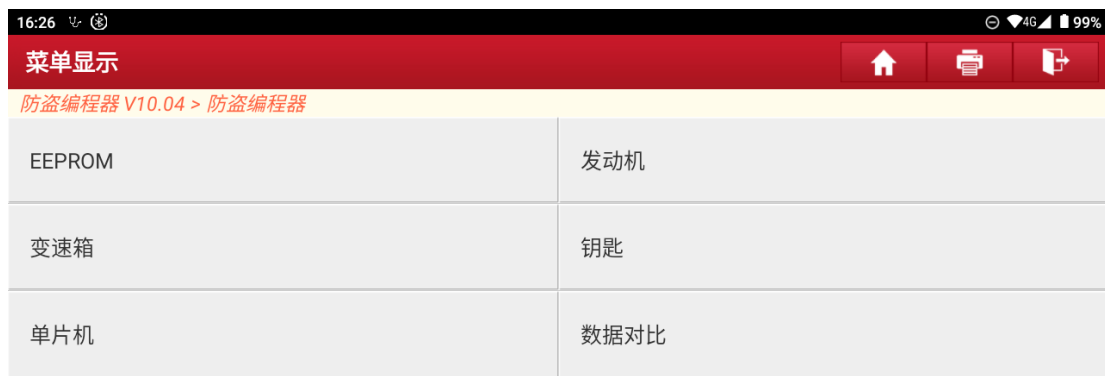 16:26 4G 99%
菜单显示
防盗编程器 V10.04 > 防盗编程器
EEPROM 发动机
变速箱 钥匙
单片机 数据对比